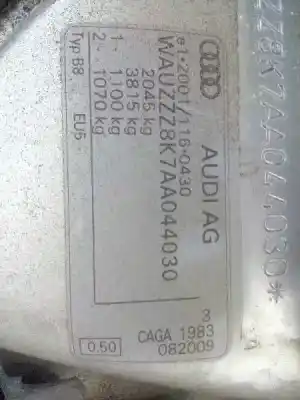 AUDI AG
e1*2001/116*0430
WAUZZZ8K7AA044030
2045 kg
3815 kg
1- 1100 kg
2- 1070 kg
Typ B8 EU5
3
CAGA 1983
0.50 082009
ZZ8K7AA044030*